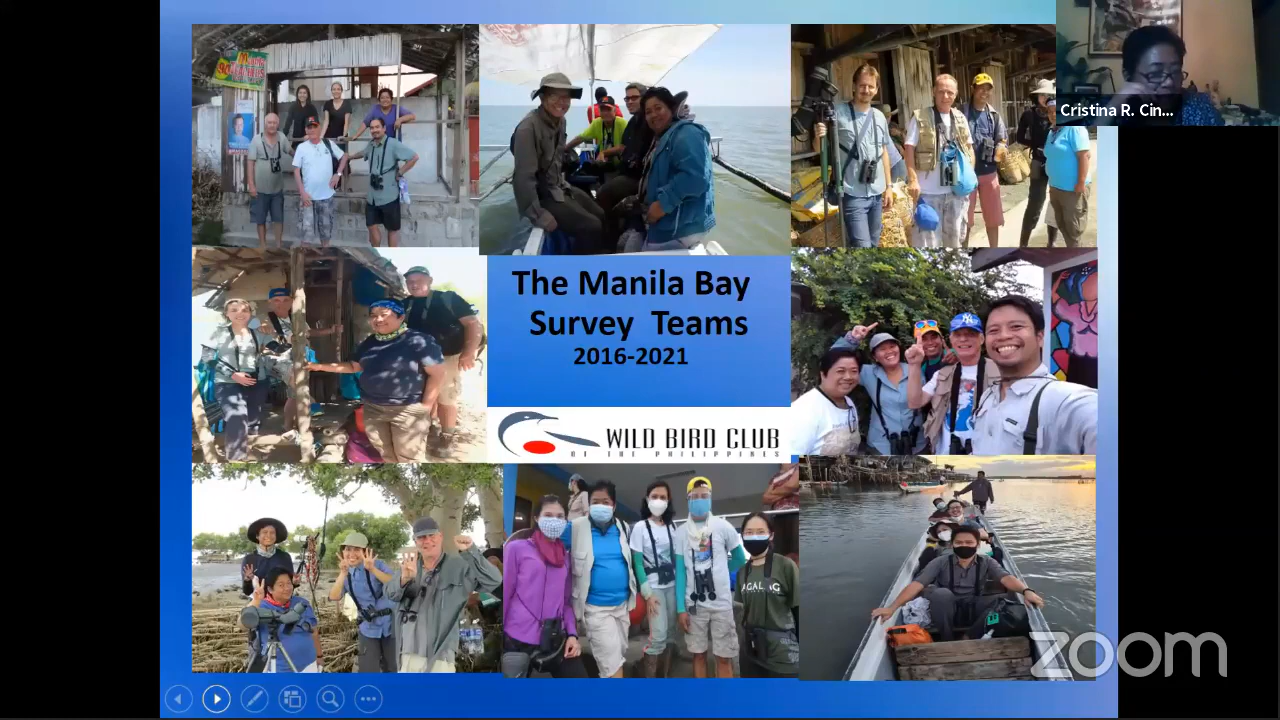 Cristina R. Cin...
The Manila Bay
Survey Teams
2016-2021
WILD BIRD CLUB
OF THE PHILIPPINES
zoom